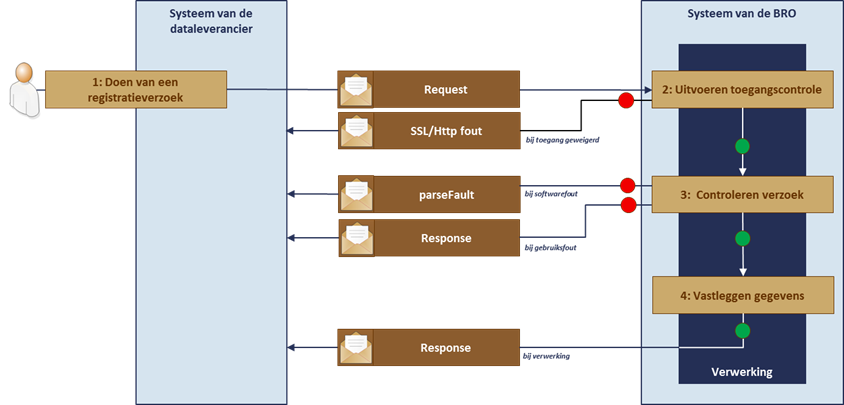 Systeem van de
dataleverancier
Systeem van de BRO
1: Doen van een
registratieverzoek
Request
2: Uitvoeren toegangscontrole
SSL/Http fout
bij toegang geweigerd
parseFault
bij softwarefout
3: Controleren verzoek
Response
bij gebruiksfout
4: Vastleggen gegevens
Response
bij verwerking
Verwerking